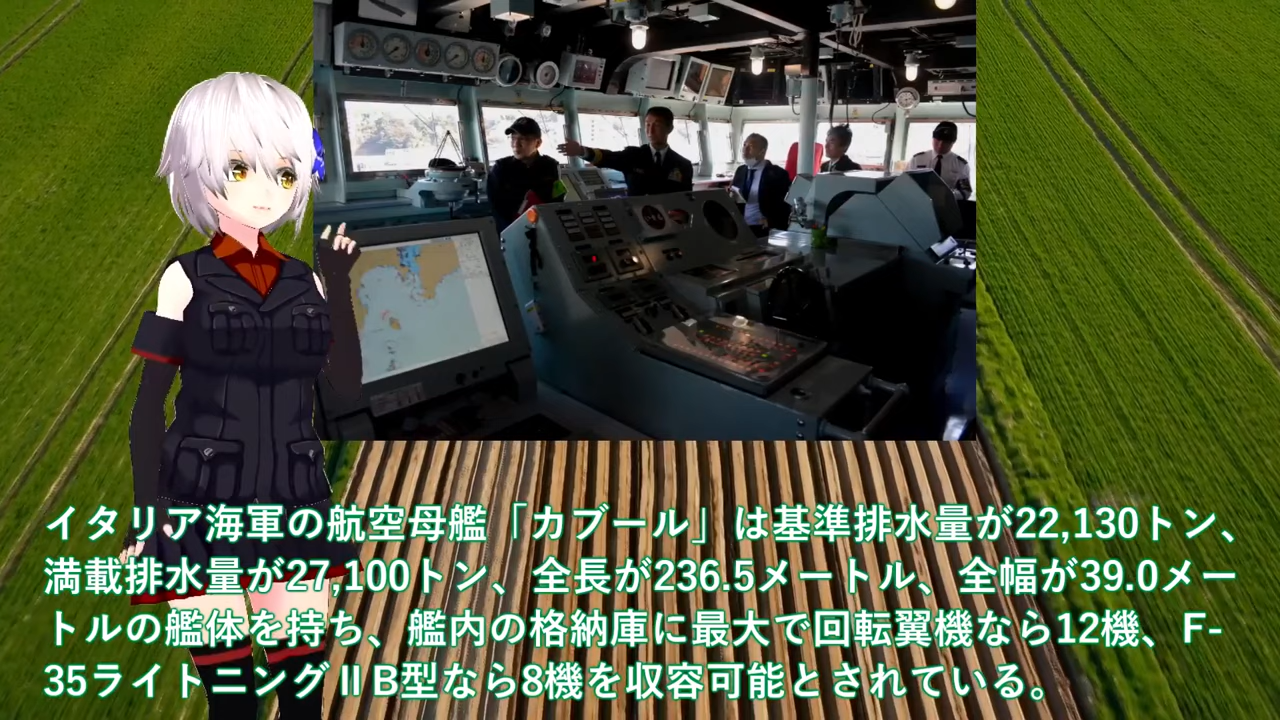 イタリア海軍の航空母艦「カブール」は基準排水量が22,130トン、
満載排水量が27,100トン、全長が236.5メートル、全幅が39.0メー
トルの艦体を持ち、艦内の格納庫に最大で回転翼機なら12機、F-
35ライトニングⅡB型なら8機を収容可能とされている。